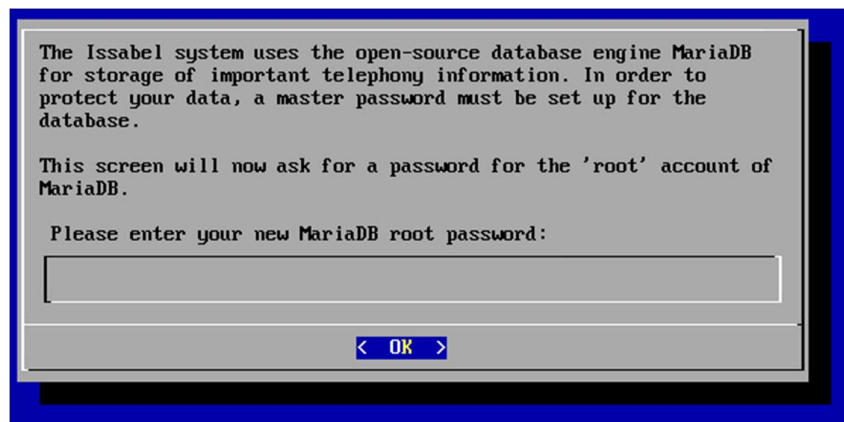 The Issabel system uses the open-source database engine MariaDB
for storage of important telephony information. In order to
protect your data, a master password must be set up for the
database.
This screen will now ask for a password for the 'root' account of
MariaDB.
Please enter your new MariaDB root password:
< OK >